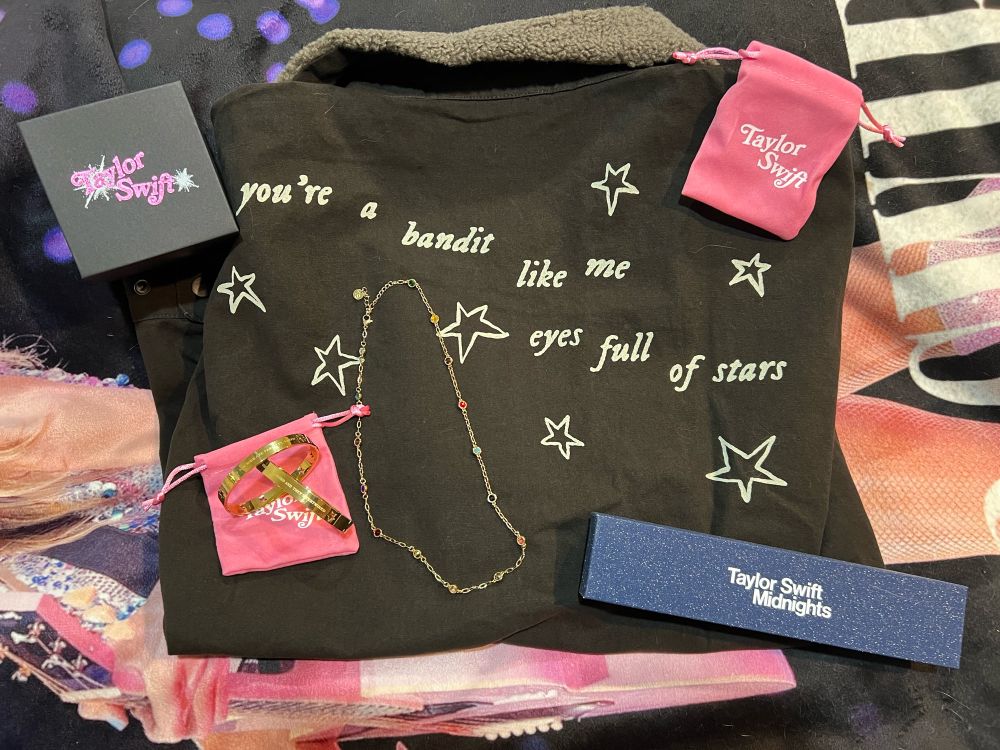 Taylor
Swift
Taylor
Swift
you're a
bandit
like me
eyes full
of stars
Taylor
Swift
Taylor Swift
Midnights